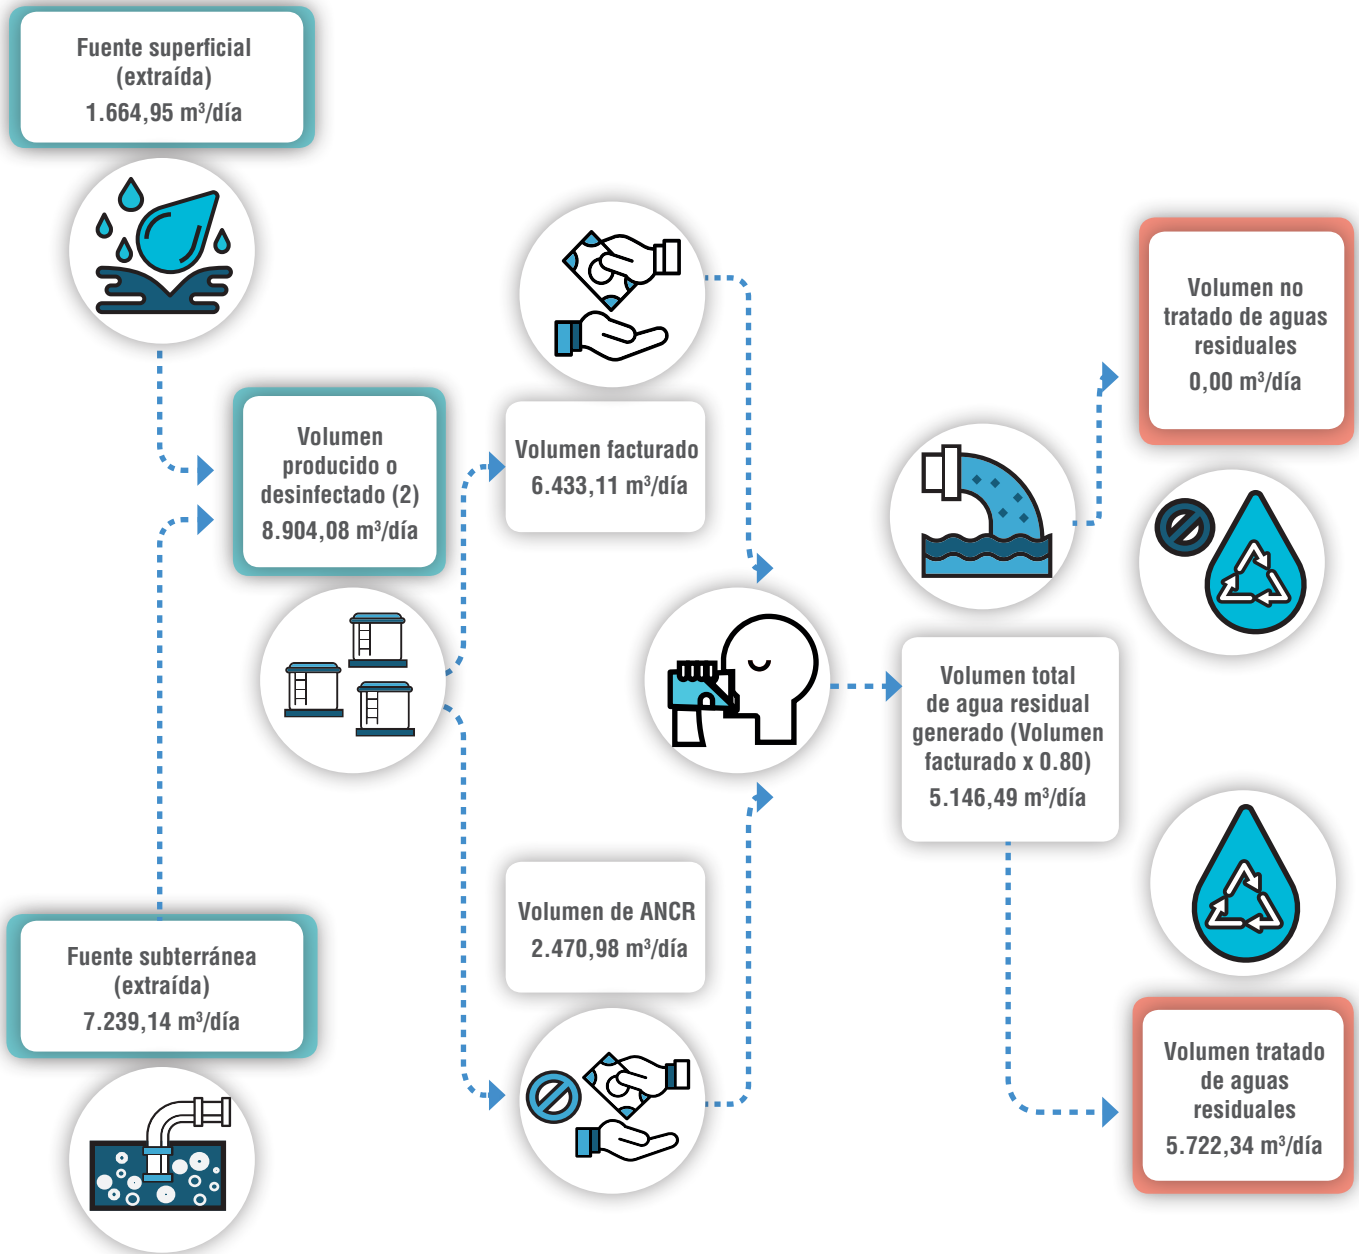 Fuente superficial
(extraída)
1.664,95 m³/día
Volumen
producido o
desinfectado (2)
8.904,08 m³/día
Fuente subterránea
(extraída)
7.239,14 m³/día
Volumen facturado
6.433,11 m³/día
Volumen de ANCR
2.470,98 m³/día
Volumen total
de agua residual
generado (Volumen
facturado x 0.80)
5.146,49 m³/día
Volumen no
tratado de aguas
residuales
0,00 m³/día
Volumen tratado
de aguas
residuales
5.722,34 m³/día